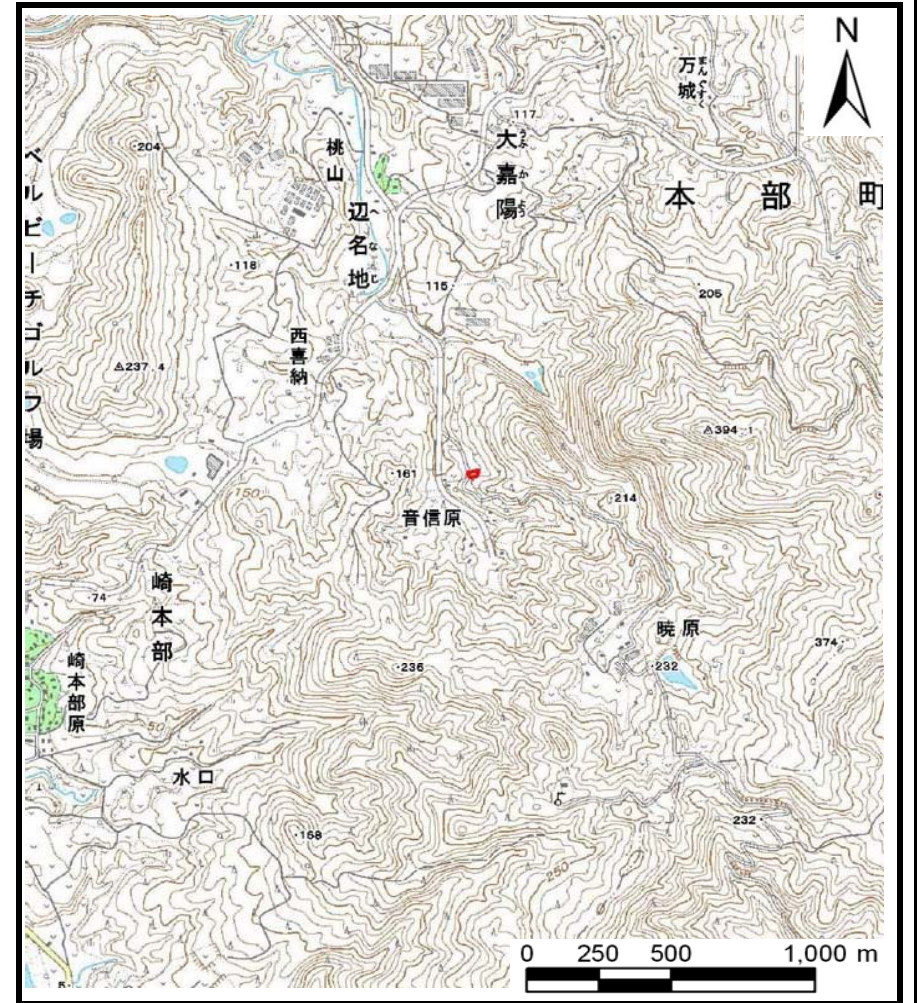 N
万城
まんぐすく
117
大嘉陽
うふかよう
204
桃山
本部町
ベルビーチゴルフ場
辺名地
へなじ
118
115
205
西喜納
237.4
394.1
161
150
214
音信原
74
崎本部
暁原
374
236
232
崎本部原
50
水口
168
232
250
5
0 250 500 1,000 m